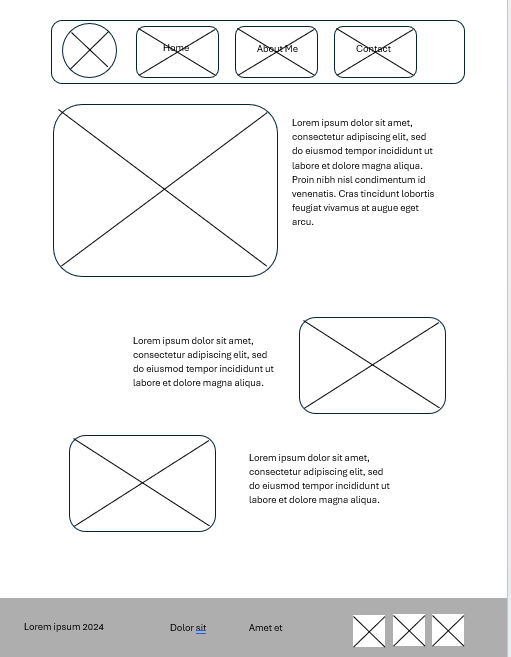 Home
About Me
Contact
Lorem ipsum dolor sit amet,
consectetur adipiscing elit, sed
do eiusmod tempor incididunt ut
labore et dolore magna aliqua.
Proin nibh nisl condimentum id
venenatis. Cras tincidunt lobortis
feugiat vivamus at augue eget
arcu.
Lorem ipsum dolor sit amet,
consectetur adipiscing elit, sed
do eiusmod tempor incididunt ut
labore et dolore magna aliqua.
Lorem ipsum dolor sit amet,
consectetur adipiscing elit, sed
do eiusmod tempor incididunt ut
labore et dolore magna aliqua.
Lorem ipsum 2024
Dolor sit
Amet et